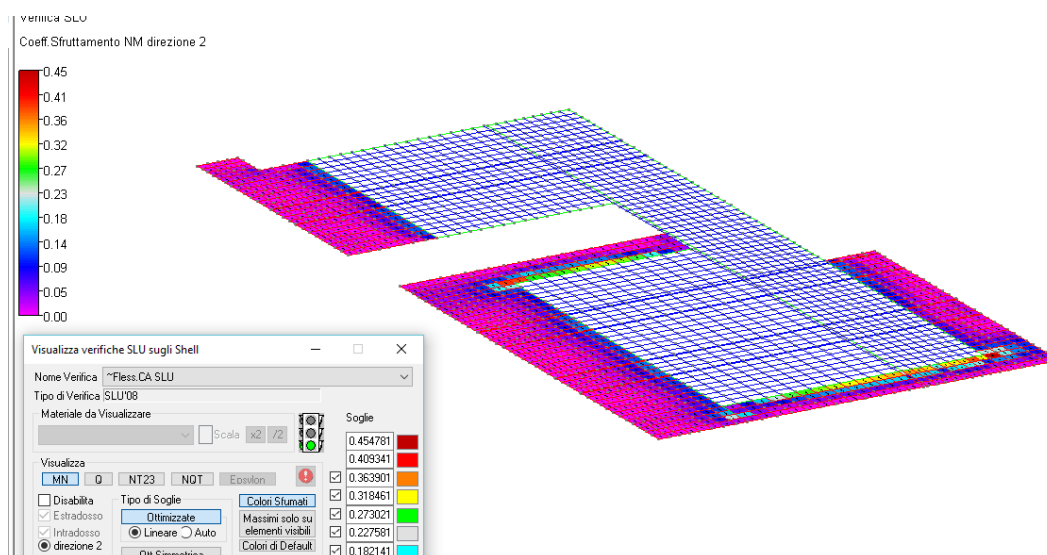 Verifica SLU
Coeff.Sfruttamento NM direzione 2
0.45
0.41
0.36
0.32
0.27
0.23
0.18
0.14
0.09
0.05
0.00
Visualizza verifiche SLU sugli Shell
Nome Verifica ~Fless.CA SLU
Tipo di Verifica SLU'08
Materiale da Visualizzare
Scala x2 /2
Soglie
0.454781
0.409341
0.363901
0.318461
0.273021
0.227581
0.182141
Visualizza
MN Q NT23 NQT Epsylon
Disabilita
Estradosso
Intradosso
direzione 2
Tipo di Soglie
Ottimizzate
Lineare Auto
Ott Simmetrica
Colori Sfumati
Massimi solo su
elementi visibili
Colori di Default